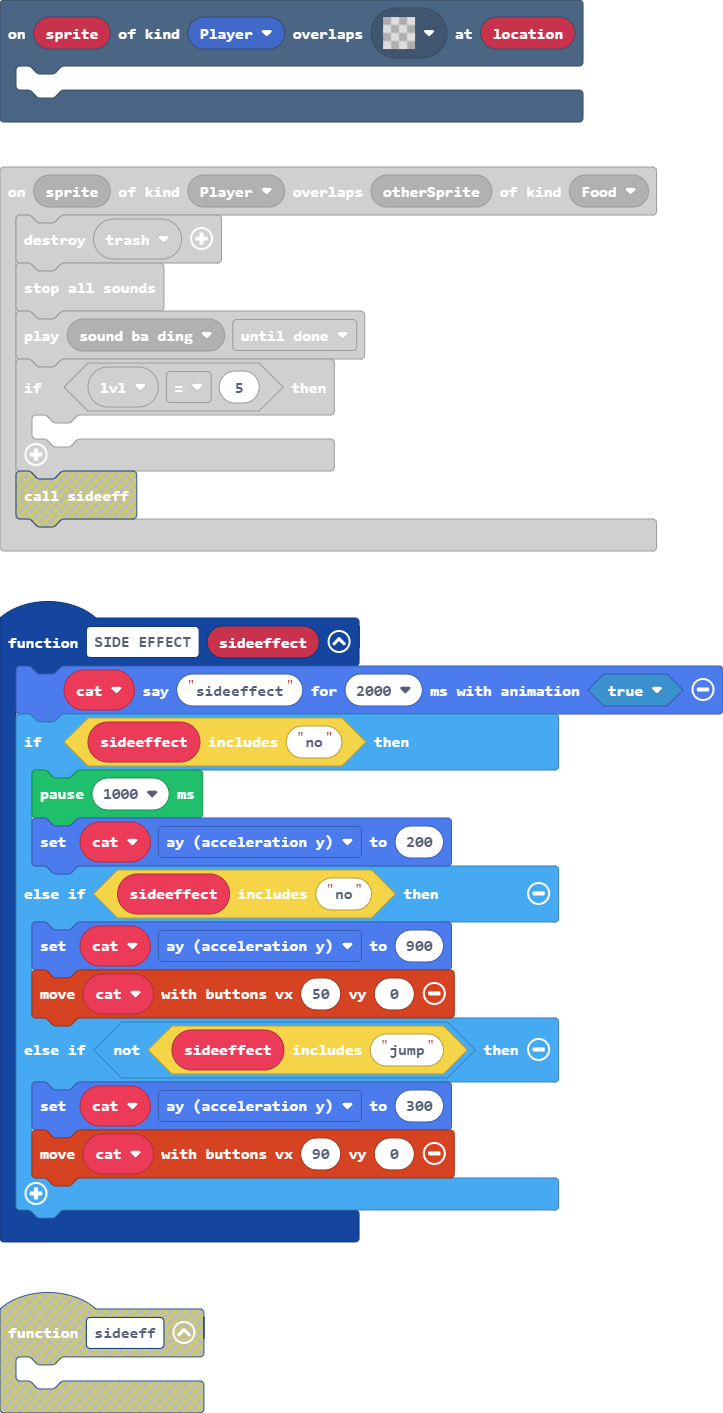 on sprite of kind Player overlaps at location
on sprite of kind Player overlaps otherSprite of kind Food
destroy trash
stop all sounds
play sound ba ding until done
if lvl = 5 then
call sideeff
function SIDE EFFECT sideeffect
cat say "sideeffect" for 2000 ms with animation true
if sideeffect includes "no" then
pause 1000 ms
set cat ay (acceleration y) to 200
else if sideeffect includes "no" then
set cat ay (acceleration y) to 900
move cat with buttons vx 50 vy 0
else if not sideeffect includes "jump" then
set cat ay (acceleration y) to 300
move cat with buttons vx 90 vy 0
function sideeff